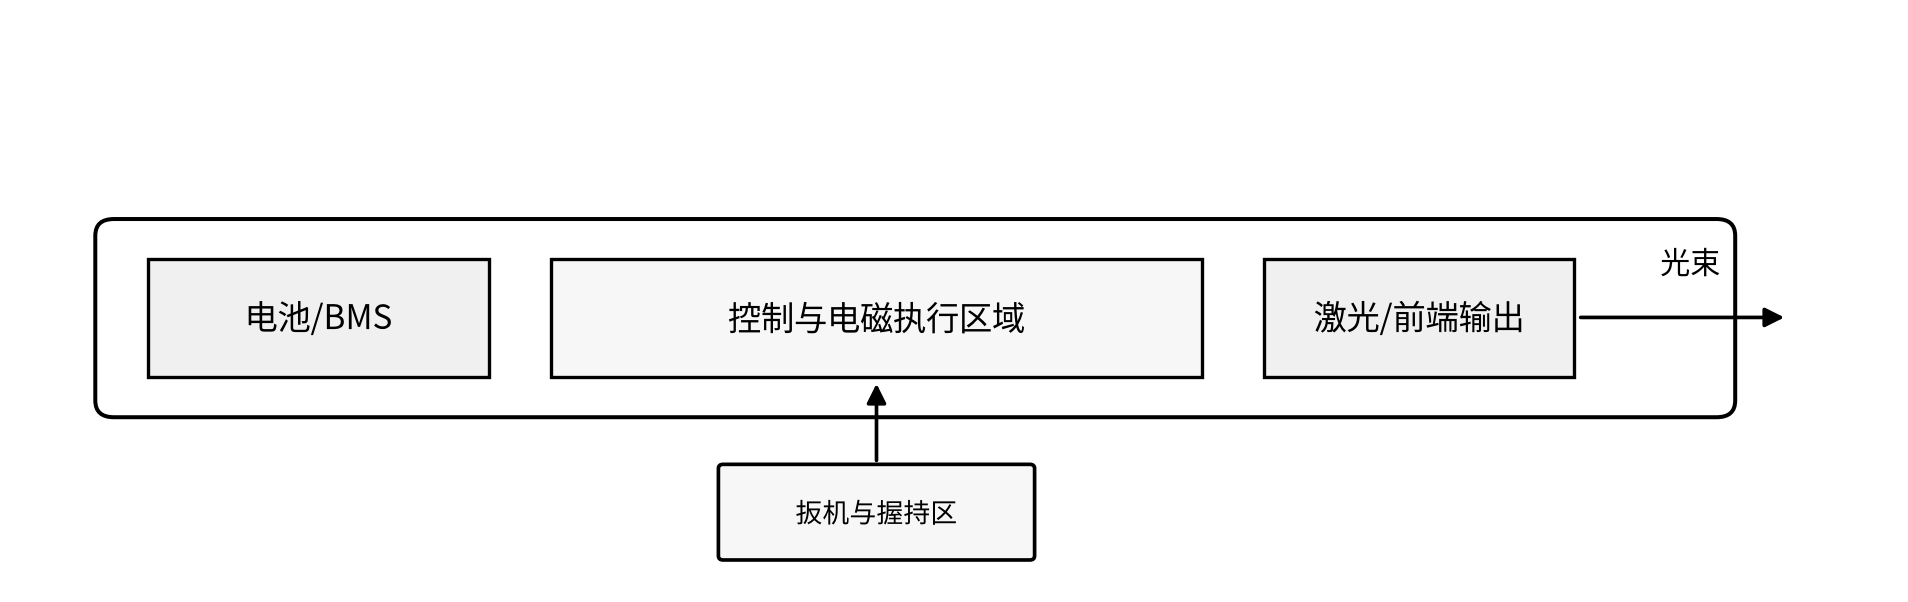 光束
电池/BMS
控制与电磁执行区域
激光/前端输出
扳机与握持区